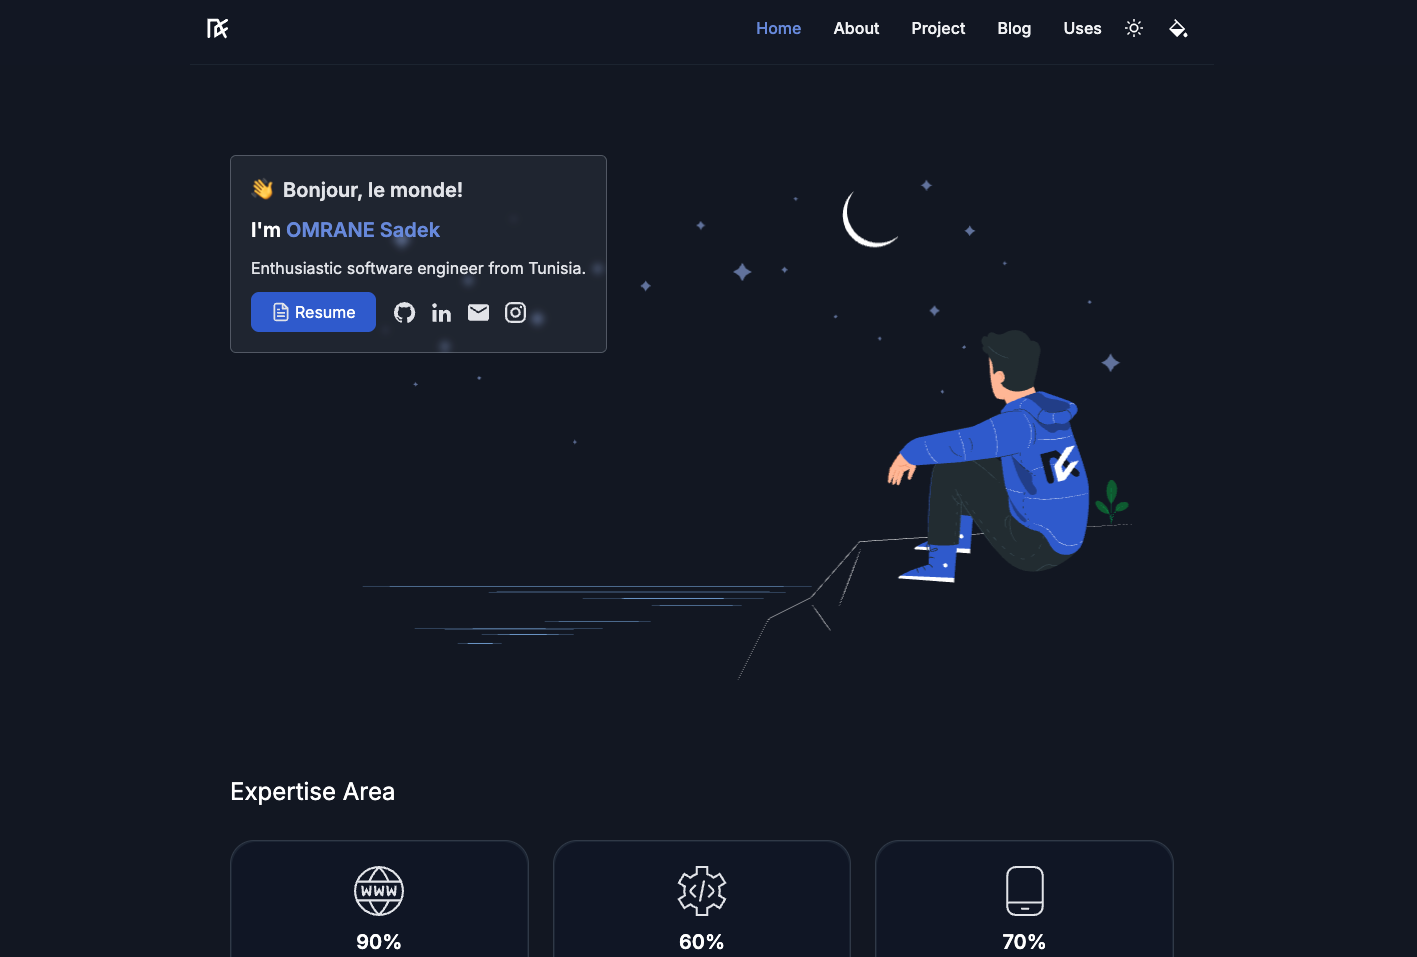 Home About Project Blog Uses
👋 Bonjour, le monde!
I'm OMRANE Sadek
Enthusiastic software engineer from Tunisia.
Resume
Expertise Area
WWW
</>
90%
60%
70%